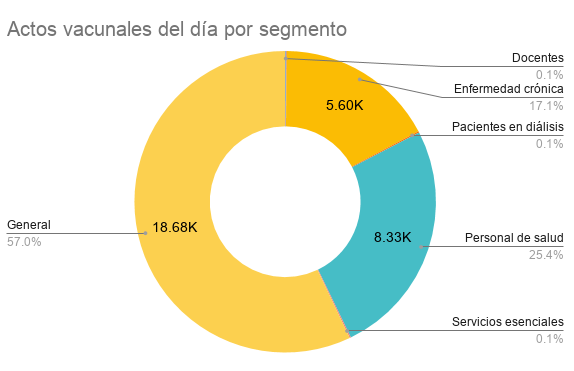 Actos vacunales del día por segmento
Docentes
0.1%
Enfermedad crónica
17.1%
5.60K
Pacientes en diálisis
0.1%
General
57.0%
18.68K
8.33K
Personal de salud
25.4%
Servicios esenciales
0.1%